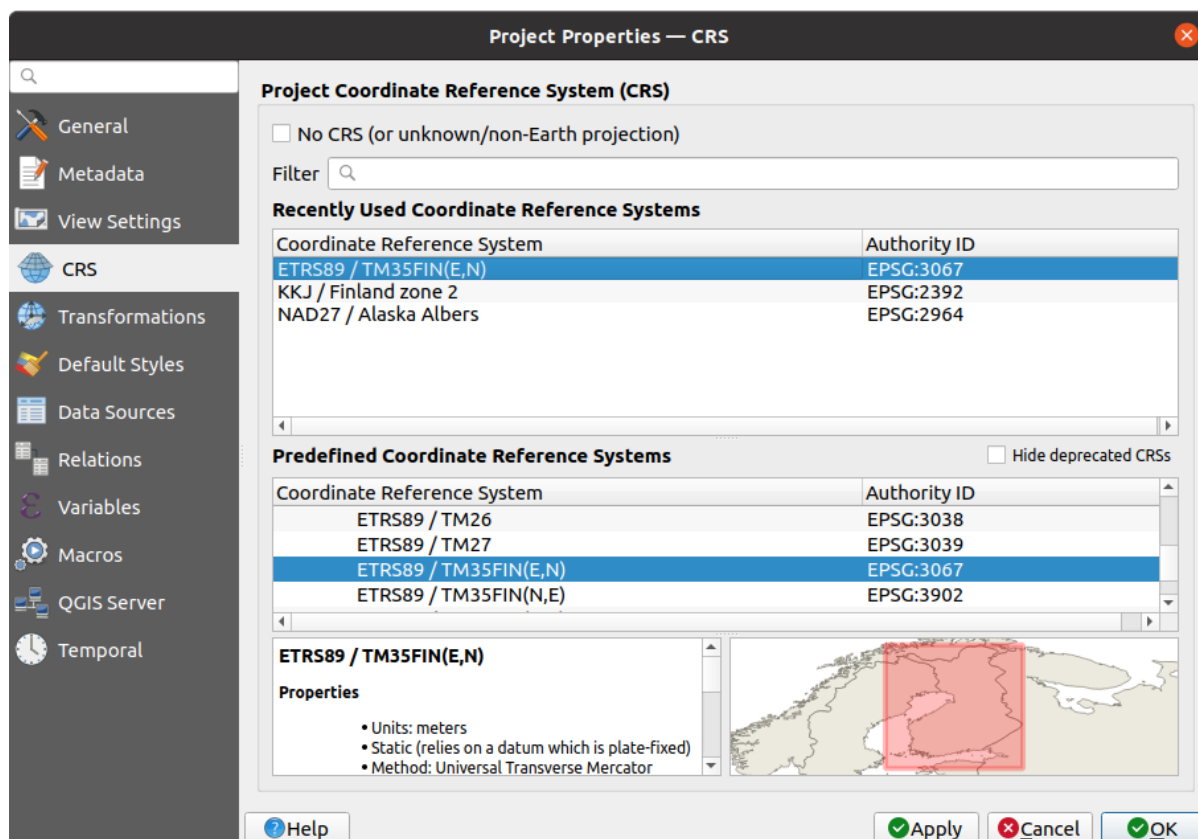 Project Properties — CRS
General
Metadata
View Settings
CRS
Transformations
Default Styles
Data Sources
Relations
Variables
Macros
QGIS Server
Temporal
Project Coordinate Reference System (CRS)
No CRS (or unknown/non-Earth projection)
Filter
Recently Used Coordinate Reference Systems
Coordinate Reference System Authority ID
ETRS89 / TM35FIN(E,N) EPSG:3067
KKJ / Finland zone 2 EPSG:2392
NAD27 / Alaska Albers EPSG:2964
Predefined Coordinate Reference Systems Hide deprecated CRSs
Coordinate Reference System Authority ID
ETRS89 / TM26 EPSG:3038
ETRS89 / TM27 EPSG:3039
ETRS89 / TM35FIN(E,N) EPSG:3067
ETRS89 / TM35FIN(N,E) EPSG:3902
ETRS89 / TM35FIN(E,N)
Properties
• Units: meters
• Static (relies on a datum which is plate-fixed)
• Method: Universal Transverse Mercator
Help Apply Cancel OK